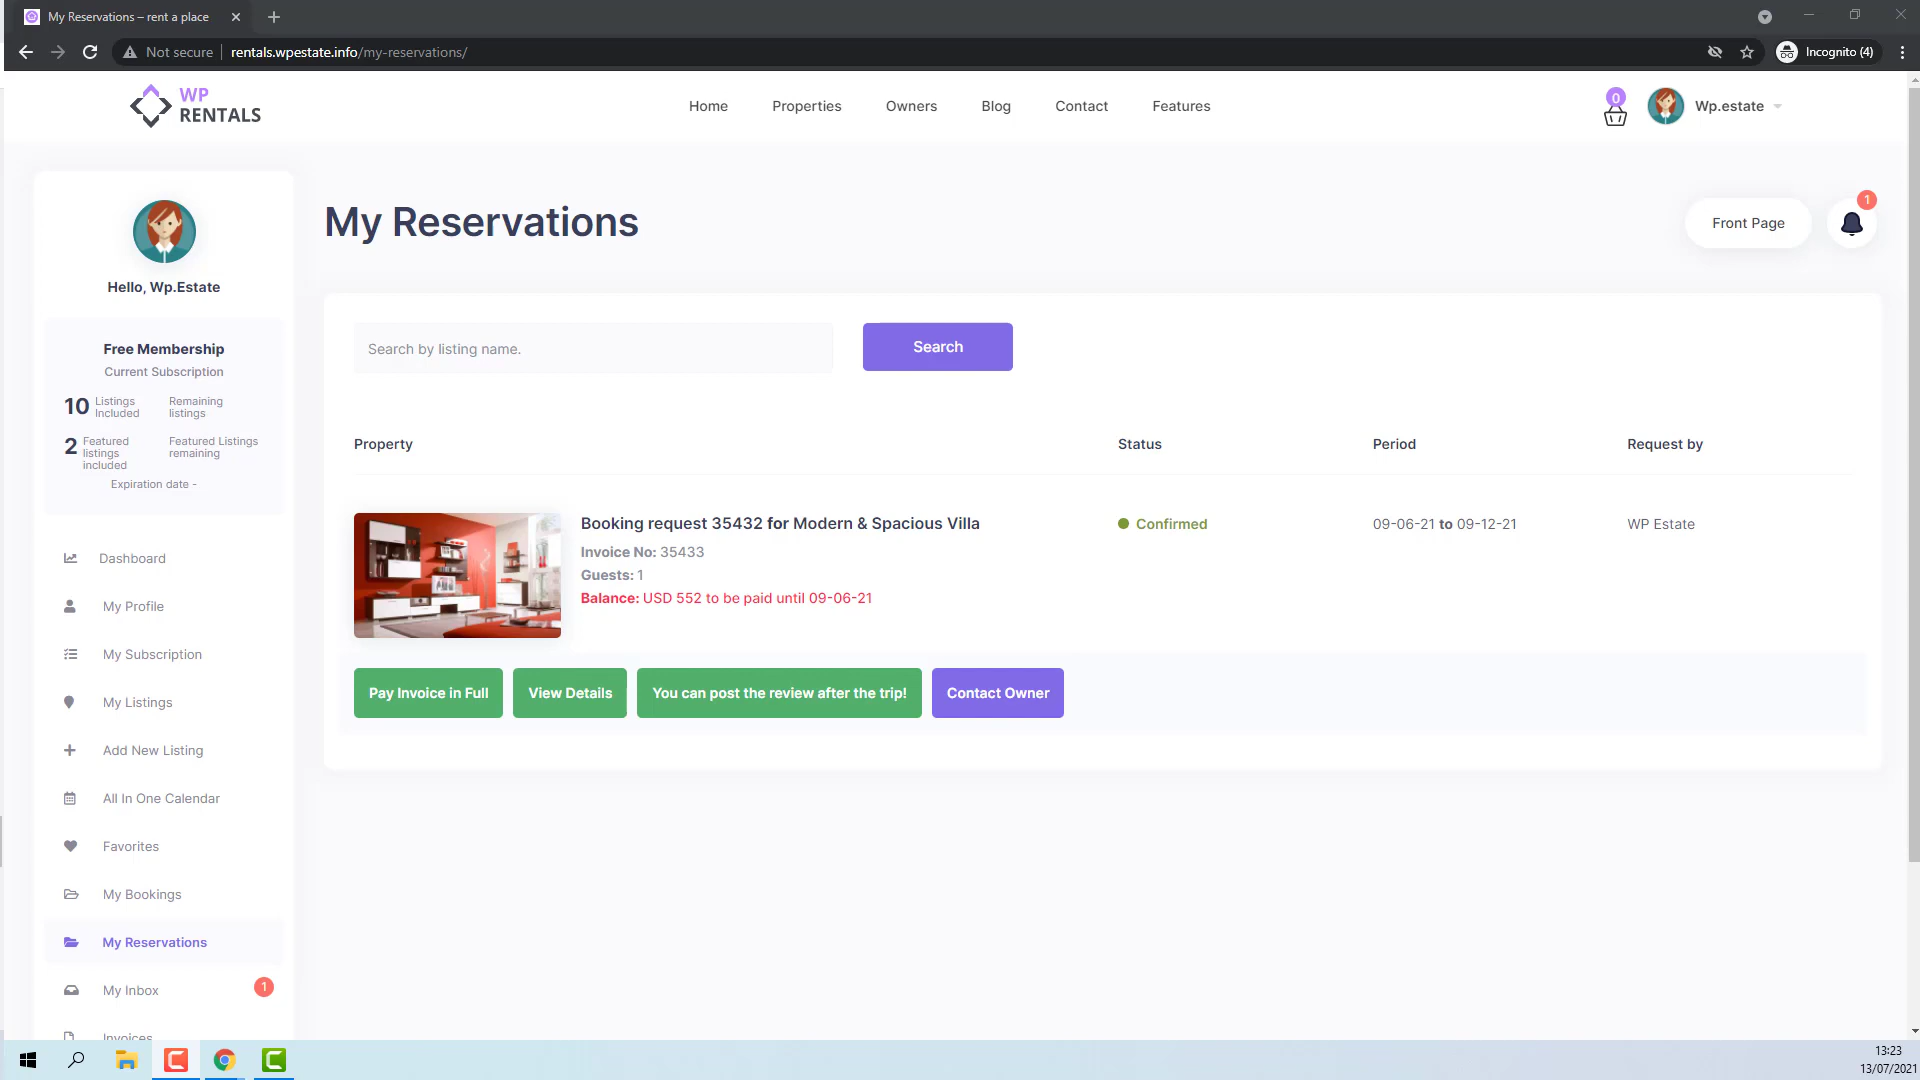 My Reservations – rent a place
Not secure
rentals.wpestate.info/my-reservations/
Incognito (4)
WP
RENTALS
Home
Properties
Owners
Blog
Contact
Features
0
Wp.estate
Hello, Wp.Estate
Free Membership
Current Subscription
10 Listings Included
Remaining listings
2 Featured listings included
Featured Listings remaining
Expiration date -
Dashboard
My Profile
My Subscription
My Listings
Add New Listing
All In One Calendar
Favorites
My Bookings
My Reservations
My Inbox
1
Invoices
My Reservations
Front Page
1
Search by listing name.
Search
Property
Status
Period
Request by
Booking request 35432 for Modern & Spacious Villa
Invoice No: 35433
Guests: 1
Balance: USD 552 to be paid until 09-06-21
Confirmed
09-06-21 to 09-12-21
WP Estate
Pay Invoice in Full
View Details
You can post the review after the trip!
Contact Owner
13:23
13/07/2021